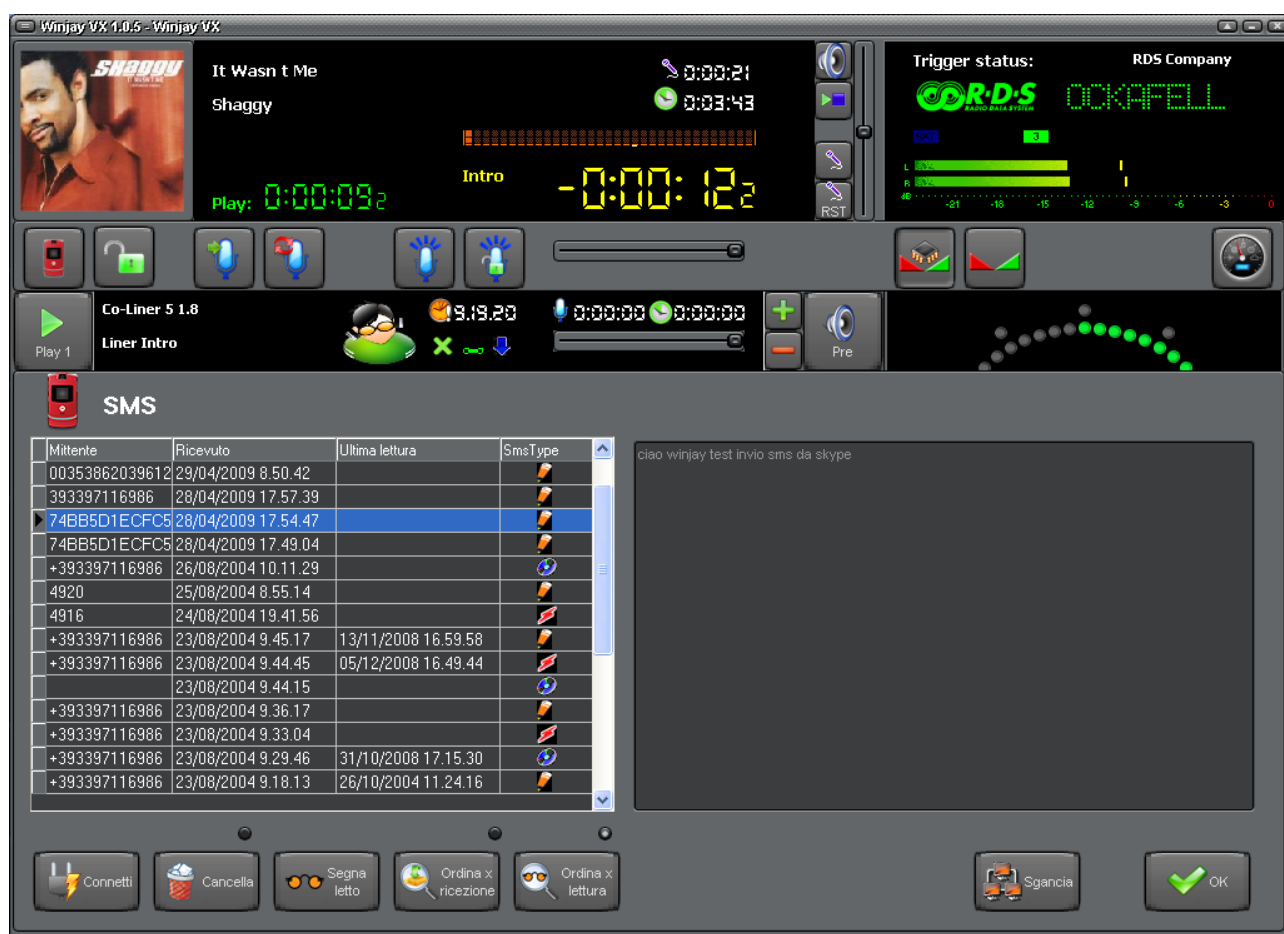 Winjay VX 1.0.5 - Winjay VX
SHAGGY
It Wasn t Me
Shaggy
0:00:21
0:03:43
Intro
Play: 0:00:09 2
-0:00:12 2
RST
Trigger status:
RDS Company
R·D·S
RADIO DATA SYSTEM
OCKAFELL
3
L
R
dB -21 -18 -15 -12 -9 -6 -3 0
Play 1
Co-Liner 5 1.8
Liner Intro
9.19.20
0:00:00
0:00:00
Pre
SMS
Mittente Ricevuto Ultima lettura SmsType
00353862039612 29/04/2009 8.50.42
393397116986 28/04/2009 17.57.39
74BB5D1ECFC5 28/04/2009 17.54.47
74BB5D1ECFC5 28/04/2009 17.49.04
+393397116986 26/08/2004 10.11.29
4920 25/08/2004 8.55.14
4916 24/08/2004 19.41.56
+393397116986 23/08/2004 9.45.17 13/11/2008 16.59.58
+393397116986 23/08/2004 9.44.45 05/12/2008 16.49.44
23/08/2004 9.44.15
+393397116986 23/08/2004 9.36.17
+393397116986 23/08/2004 9.33.04
+393397116986 23/08/2004 9.29.46 31/10/2008 17.15.30
+393397116986 23/08/2004 9.18.13 26/10/2004 11.24.16
ciao winjay test invio sms da skype
Connetti
Cancella
Segna
letto
Ordina x
ricezione
Ordina x
lettura
Sgancia
OK